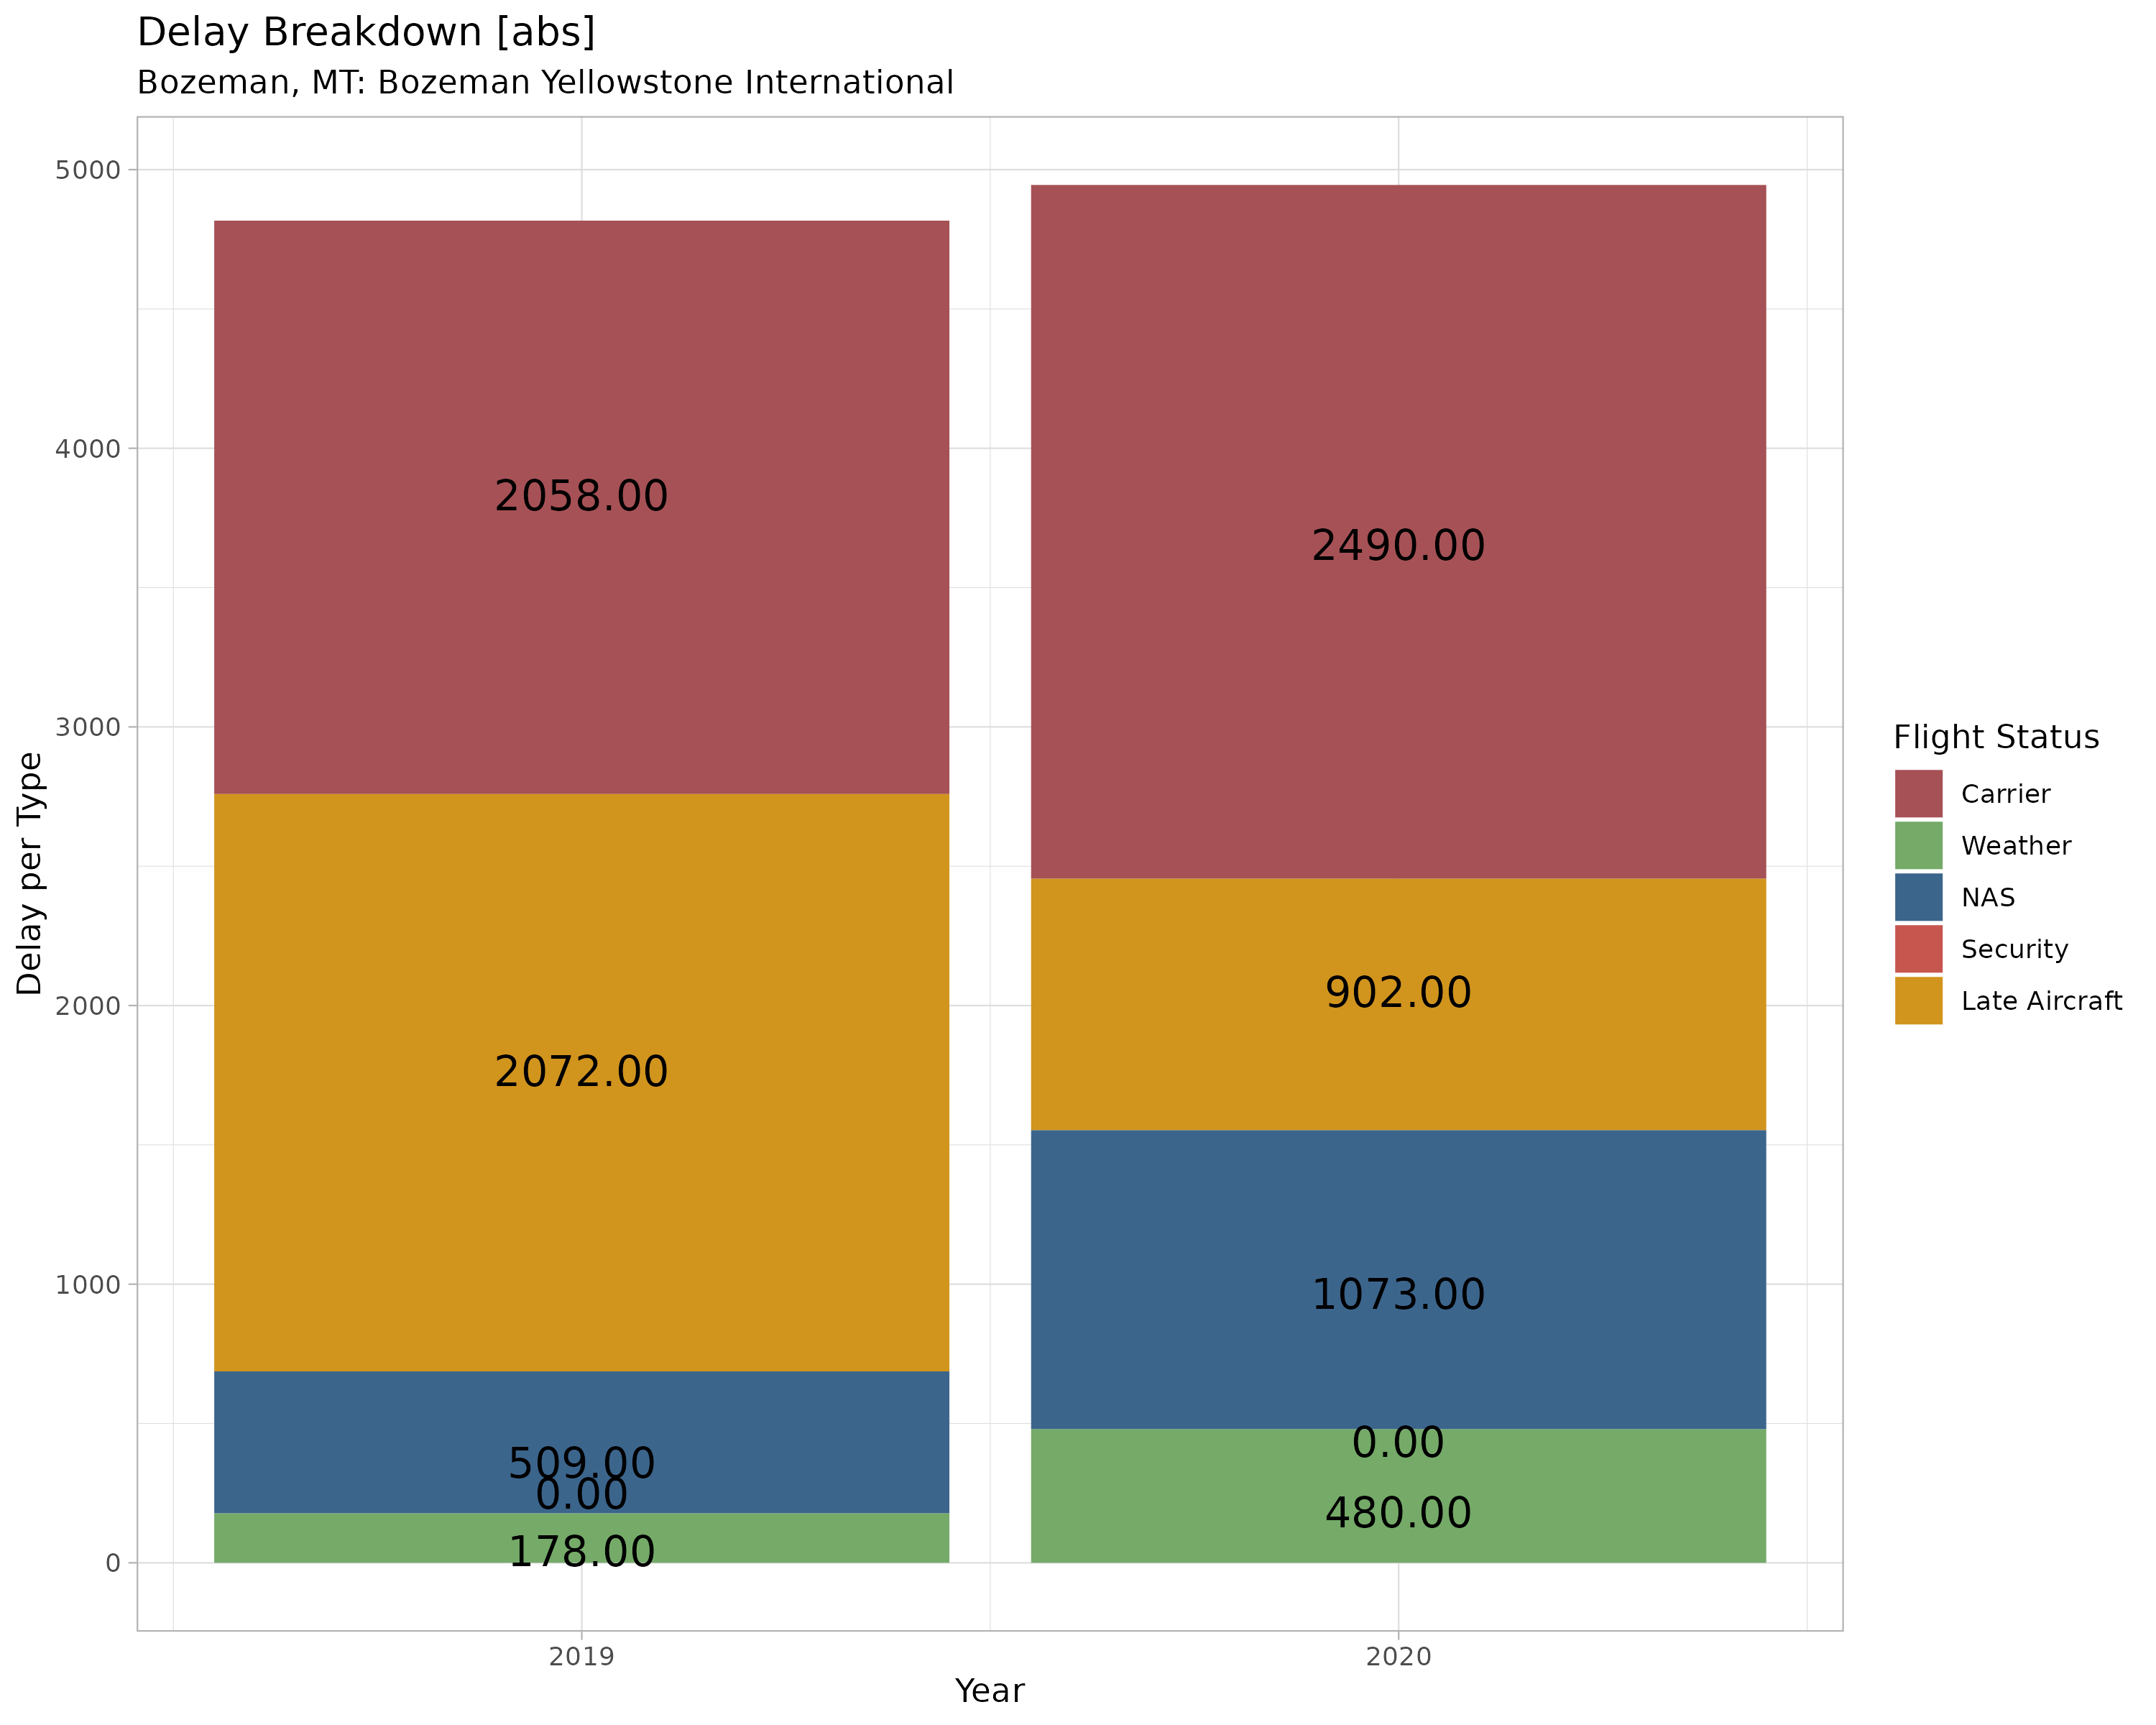 Delay Breakdown [abs]
Bozeman, MT: Bozeman Yellowstone International
5000
4000
3000
2000
1000
0
Delay per Type
2058.00
2072.00
509.00
0.00
178.00
2490.00
902.00
1073.00
0.00
480.00
2019
2020
Year
Flight Status
Carrier
Weather
NAS
Security
Late Aircraft